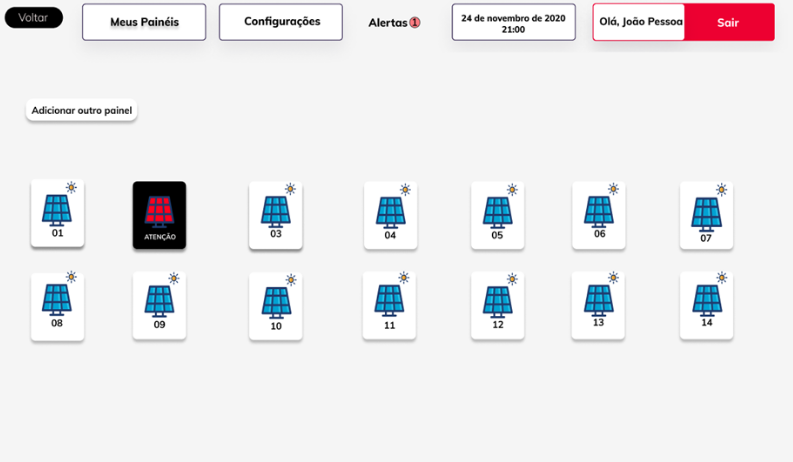 Voltar
Meus Painéis
Configurações
Alertas 1
24 de novembro de 2020
21:00
Olá, João Pessoa
Sair
Adicionar outro painel
01
ATENÇÃO
03
04
05
06
07
08
09
10
11
12
13
14